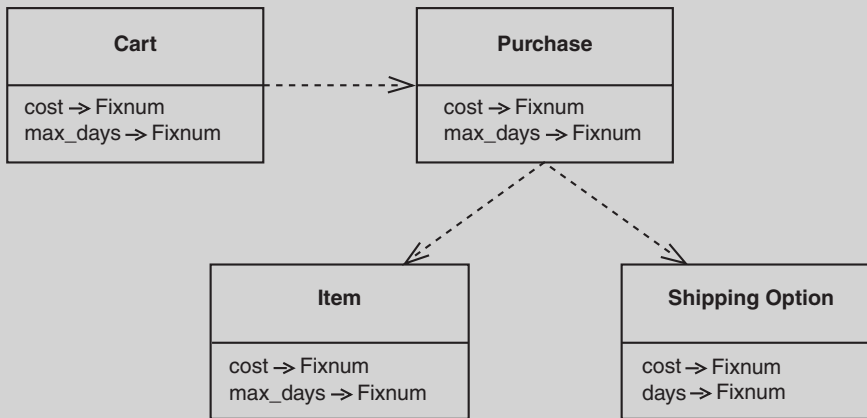 Cart
cost → Fixnum
max_days → Fixnum
Purchase
cost → Fixnum
max_days → Fixnum
Item
cost → Fixnum
max_days → Fixnum
Shipping Option
cost → Fixnum
days → Fixnum